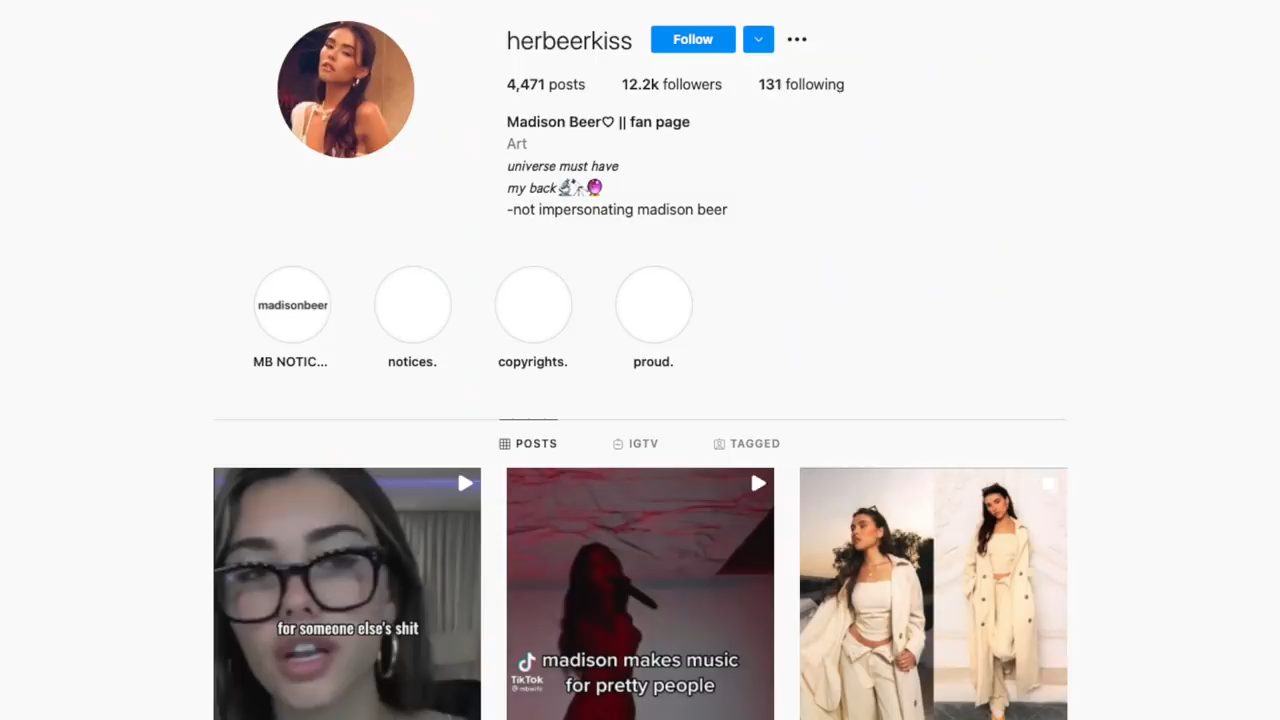 herbeerkiss
Follow
4,471 posts
12.2k followers
131 following
Madison Beer♡ || fan page
Art
universe must have
my back🔬🔮
-not impersonating madison beer
madisonbeer
MB NOTIC...
notices.
copyrights.
proud.
POSTS
IGTV
TAGGED
for someone else's shit
madison makes music
for pretty people
TikTok